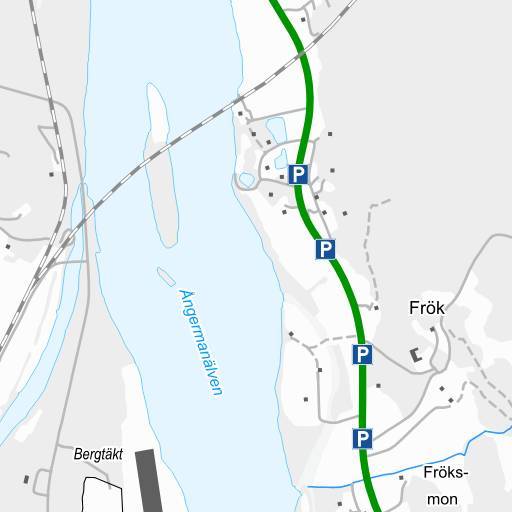 P
P
Frök
Ångermanälven
P
P
Bergtäkt
Fröks-
mon